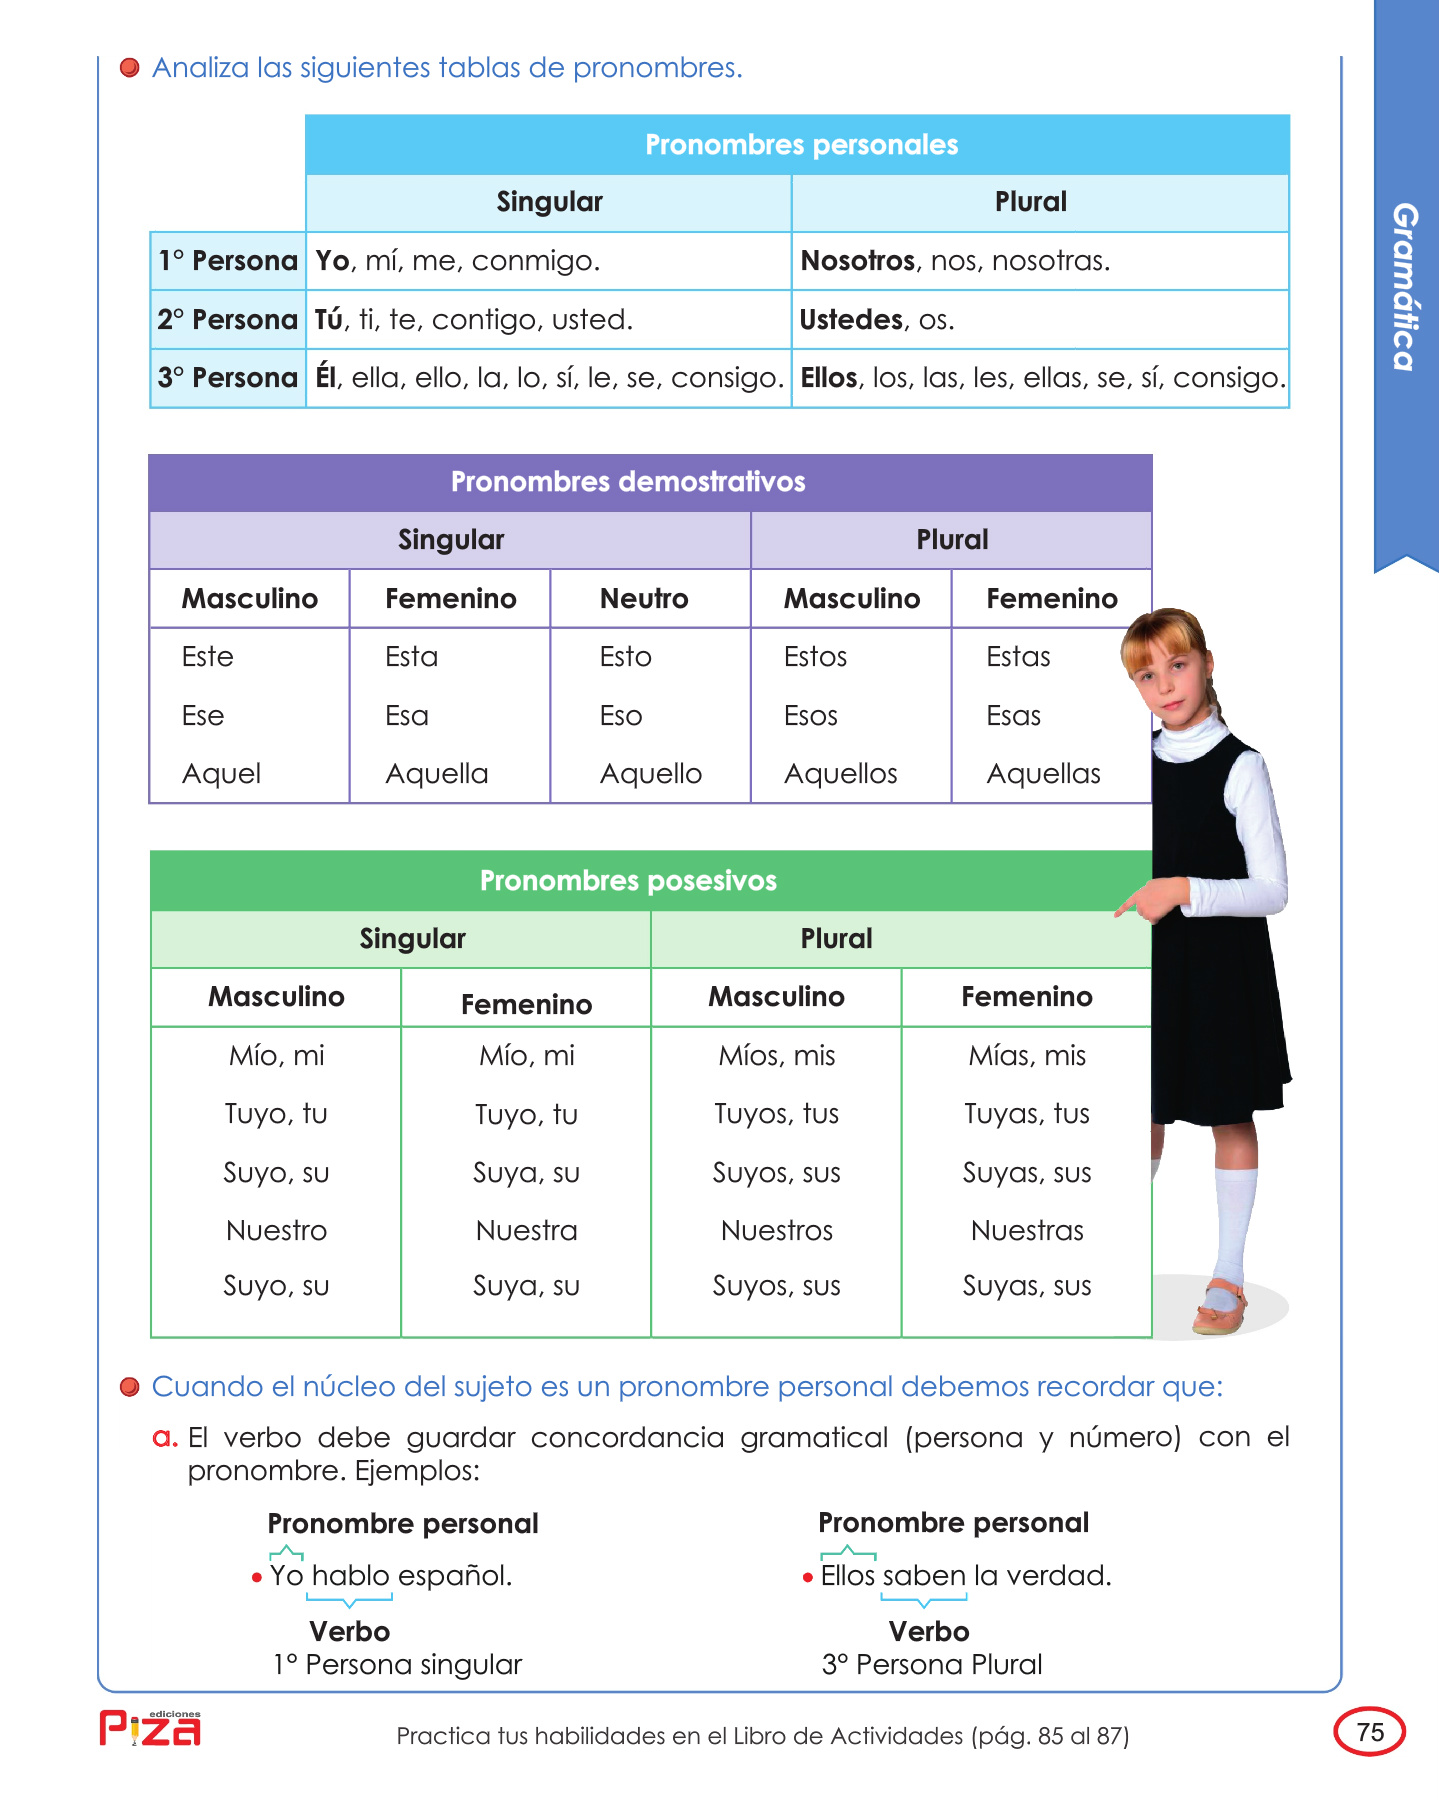 Analiza las siguientes tablas de pronombres.
Pronombres personales
Singular Plural
1° Persona Yo, mí, me, conmigo. Nosotros, nos, nosotras.
2° Persona Tú, ti, te, contigo, usted. Ustedes, os.
3° Persona Él, ella, ello, la, lo, sí, le, se, consigo. Ellos, los, las, les, ellas, se, sí, consigo.
Gramática
Pronombres demostrativos
Singular Plural
Masculino Femenino Neutro Masculino Femenino
Este Esta Esto Estos Estas
Ese Esa Eso Esos Esas
Aquel Aquella Aquello Aquellos Aquellas
Pronombres posesivos
Singular Plural
Masculino Femenino Masculino Femenino
Mío, mi Mío, mi Míos, mis Mías, mis
Tuyo, tu Tuyo, tu Tuyos, tus Tuyas, tus
Suyo, su Suya, su Suyos, sus Suyas, sus
Nuestro Nuestra Nuestros Nuestras
Suyo, su Suya, su Suyos, sus Suyas, sus
Cuando el núcleo del sujeto es un pronombre personal debemos recordar que:
a. El verbo debe guardar concordancia gramatical (persona y número) con el
pronombre. Ejemplos:
Pronombre personal Pronombre personal
• Yo hablo español. • Ellos saben la verdad.
Verbo Verbo
1° Persona singular 3° Persona Plural
ediciones
Piza
Practica tus habilidades en el Libro de Actividades (pág. 85 al 87)
75